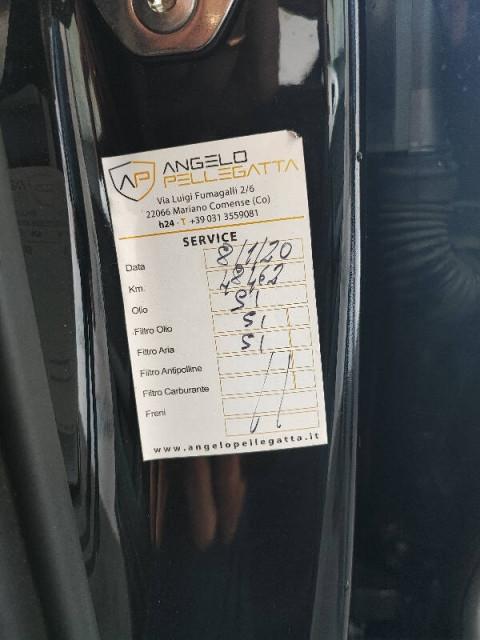 AP ANGELO
PELLEGATTA
Via Luigi Fumagalli 2/6
22066 Mariano Comense (Co)
h24 - T +39 031 3559081
SERVICE
Data 8/1/20
Km. 48462
Olio SI
Filtro Olio SI
Filtro Aria SI
Filtro Antipolline
Filtro Carburante
Freni
www.angelopellegatta.it